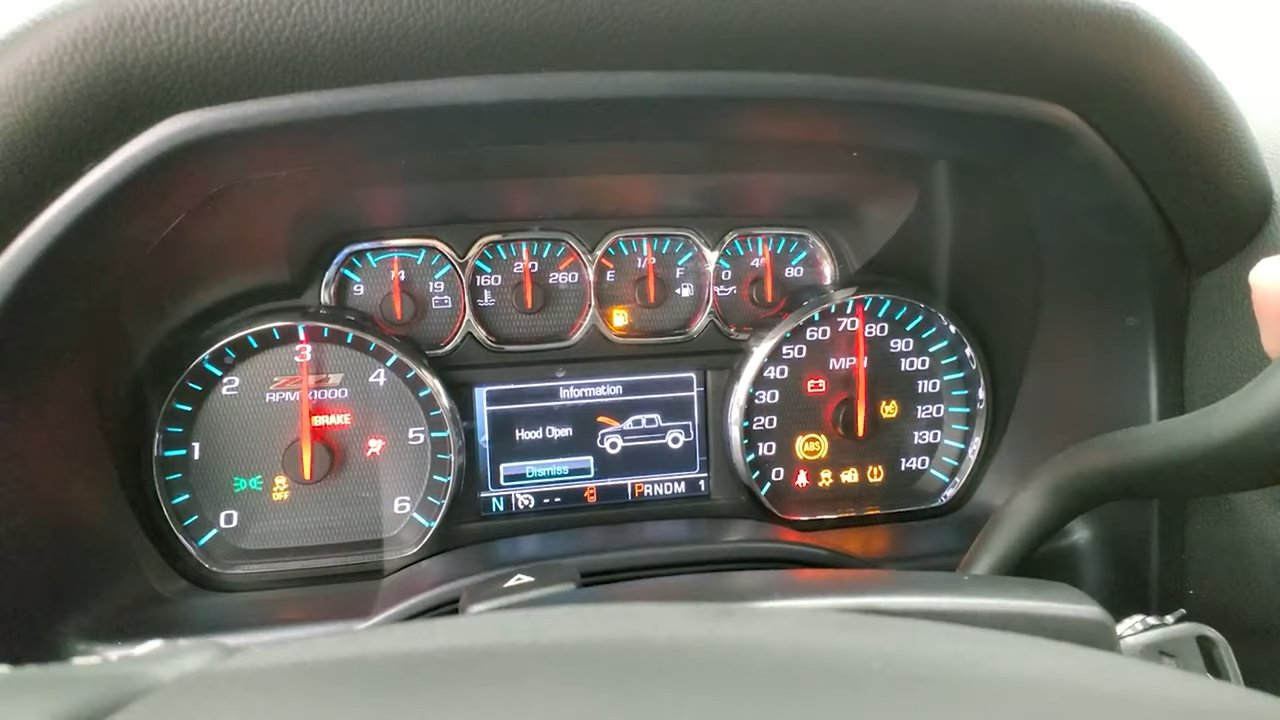 9 14 19
160 210 260
E 1/2 F
0 40 80
0 1 2 3 4 5 6
Z71
RPM X1000
BRAKE
OFF
Information
Hood Open
Dismiss
N -- PRNDM 1
0 10 20 30 40 50 60 70 80 90 100 110 120 130 140
MPH
ABS